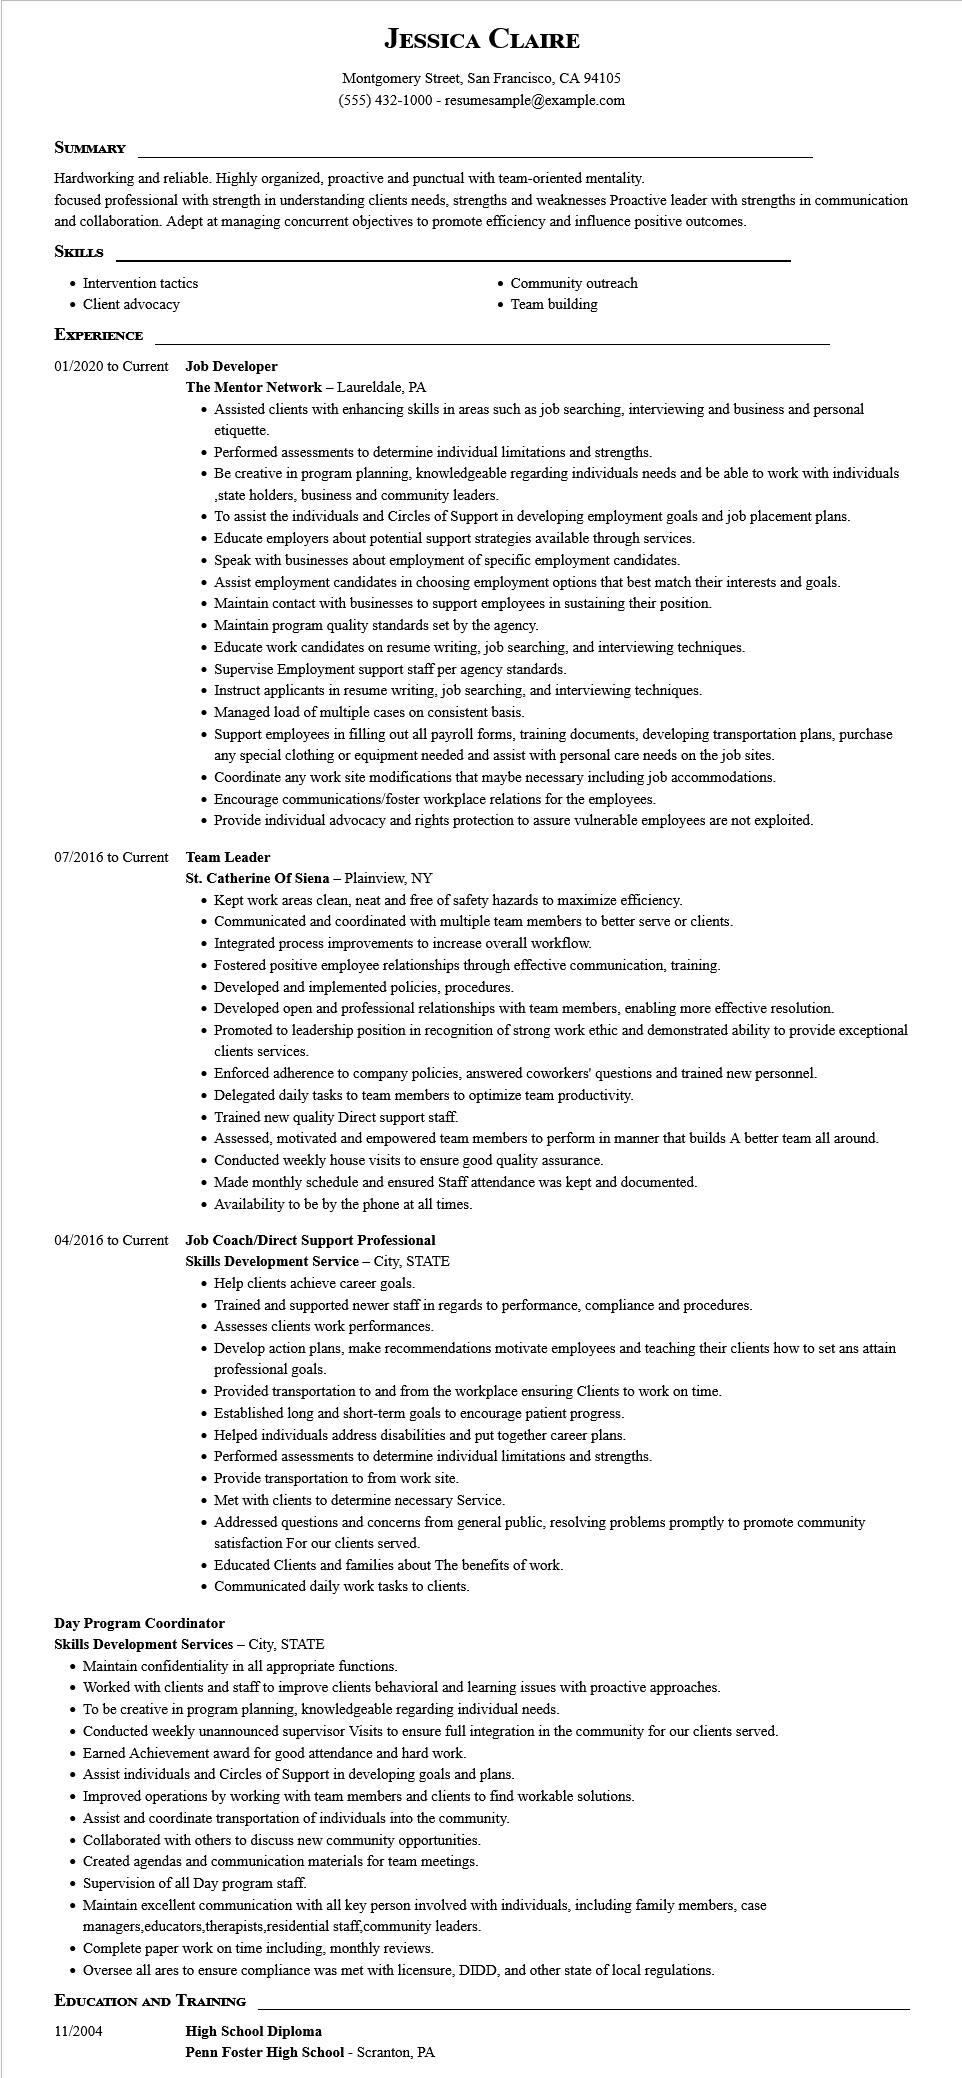 Jessica Claire
Montgomery Street, San Francisco, CA 94105
(555) 432-1000 - resumesample@example.com
Summary
Hardworking and reliable. Highly organized, proactive and punctual with team-oriented mentality.
focused professional with strength in understanding clients needs, strengths and weaknesses Proactive leader with strengths in communication
and collaboration. Adept at managing concurrent objectives to promote efficiency and influence positive outcomes.
Skills
• Intervention tactics
• Client advocacy
• Community outreach
• Team building
Experience
01/2020 to Current Job Developer
The Mentor Network – Laureldale, PA
• Assisted clients with enhancing skills in areas such as job searching, interviewing and business and personal
etiquette.
• Performed assessments to determine individual limitations and strengths.
• Be creative in program planning, knowledgeable regarding individuals needs and be able to work with individuals
,state holders, business and community leaders.
• To assist the individuals and Circles of Support in developing employment goals and job placement plans.
• Educate employers about potential support strategies available through services.
• Speak with businesses about employment of specific employment candidates.
• Assist employment candidates in choosing employment options that best match their interests and goals.
• Maintain contact with businesses to support employees in sustaining their position.
• Maintain program quality standards set by the agency.
• Educate work candidates on resume writing, job searching, and interviewing techniques.
• Supervise Employment support staff per agency standards.
• Instruct applicants in resume writing, job searching, and interviewing techniques.
• Managed load of multiple cases on consistent basis.
• Support employees in filling out all payroll forms, training documents, developing transportation plans, purchase
any special clothing or equipment needed and assist with personal care needs on the job sites.
• Coordinate any work site modifications that maybe necessary including job accommodations.
• Encourage communications/foster workplace relations for the employees.
• Provide individual advocacy and rights protection to assure vulnerable employees are not exploited.
07/2016 to Current Team Leader
St. Catherine Of Siena – Plainview, NY
• Kept work areas clean, neat and free of safety hazards to maximize efficiency.
• Communicated and coordinated with multiple team members to better serve or clients.
• Integrated process improvements to increase overall workflow.
• Fostered positive employee relationships through effective communication, training.
• Developed and implemented policies, procedures.
• Developed open and professional relationships with team members, enabling more effective resolution.
• Promoted to leadership position in recognition of strong work ethic and demonstrated ability to provide exceptional
clients services.
• Enforced adherence to company policies, answered coworkers' questions and trained new personnel.
• Delegated daily tasks to team members to optimize team productivity.
• Trained new quality Direct support staff.
• Assessed, motivated and empowered team members to perform in manner that builds A better team all around.
• Conducted weekly house visits to ensure good quality assurance.
• Made monthly schedule and ensured Staff attendance was kept and documented.
• Availability to be by the phone at all times.
04/2016 to Current Job Coach/Direct Support Professional
Skills Development Service – City, STATE
• Help clients achieve career goals.
• Trained and supported newer staff in regards to performance, compliance and procedures.
• Assesses clients work performances.
• Develop action plans, make recommendations motivate employees and teaching their clients how to set ans attain
professional goals.
• Provided transportation to and from the workplace ensuring Clients to work on time.
• Established long and short-term goals to encourage patient progress.
• Helped individuals address disabilities and put together career plans.
• Performed assessments to determine individual limitations and strengths.
• Provide transportation to from work site.
• Met with clients to determine necessary Service.
• Addressed questions and concerns from general public, resolving problems promptly to promote community
satisfaction For our clients served.
• Educated Clients and families about The benefits of work.
• Communicated daily work tasks to clients.
Day Program Coordinator
Skills Development Services – City, STATE
• Maintain confidentiality in all appropriate functions.
• Worked with clients and staff to improve clients behavioral and learning issues with proactive approaches.
• To be creative in program planning, knowledgeable regarding individual needs.
• Conducted weekly unannounced supervisor Visits to ensure full integration in the community for our clients served.
• Earned Achievement award for good attendance and hard work.
• Assist individuals and Circles of Support in developing goals and plans.
• Improved operations by working with team members and clients to find workable solutions.
• Assist and coordinate transportation of individuals into the community.
• Collaborated with others to discuss new community opportunities.
• Created agendas and communication materials for team meetings.
• Supervision of all Day program staff.
• Maintain excellent communication with all key person involved with individuals, including family members, case
managers,educators,therapists,residential staff,community leaders.
• Complete paper work on time including, monthly reviews.
• Oversee all ares to ensure compliance was met with licensure, DIDD, and other state of local regulations.
Education and Training
11/2004 High School Diploma
Penn Foster High School - Scranton, PA